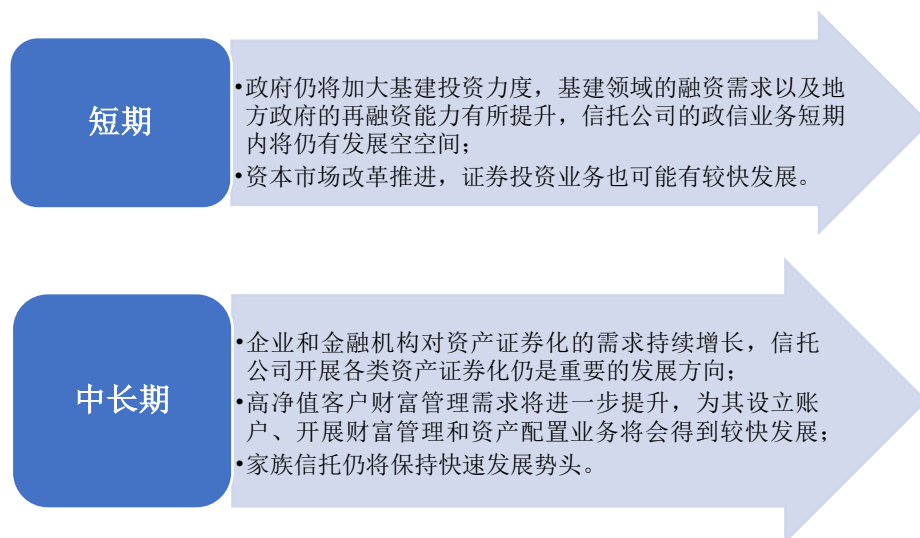 短期
•政府仍将加大基建投资力度，基建领域的融资需求以及地
方政府的再融资能力有所提升，信托公司的政信业务短期
内将仍有发展空空间；
•资本市场改革推进，证券投资业务也可能有较快发展。
中长期
•企业和金融机构对资产证券化的需求持续增长，信托
公司开展各类资产证券化仍是重要的发展方向；
•高净值客户财富管理需求将进一步提升，为其设立账
户、开展财富管理和资产配置业务将会得到较快发展；
•家族信托仍将保持快速发展势头。